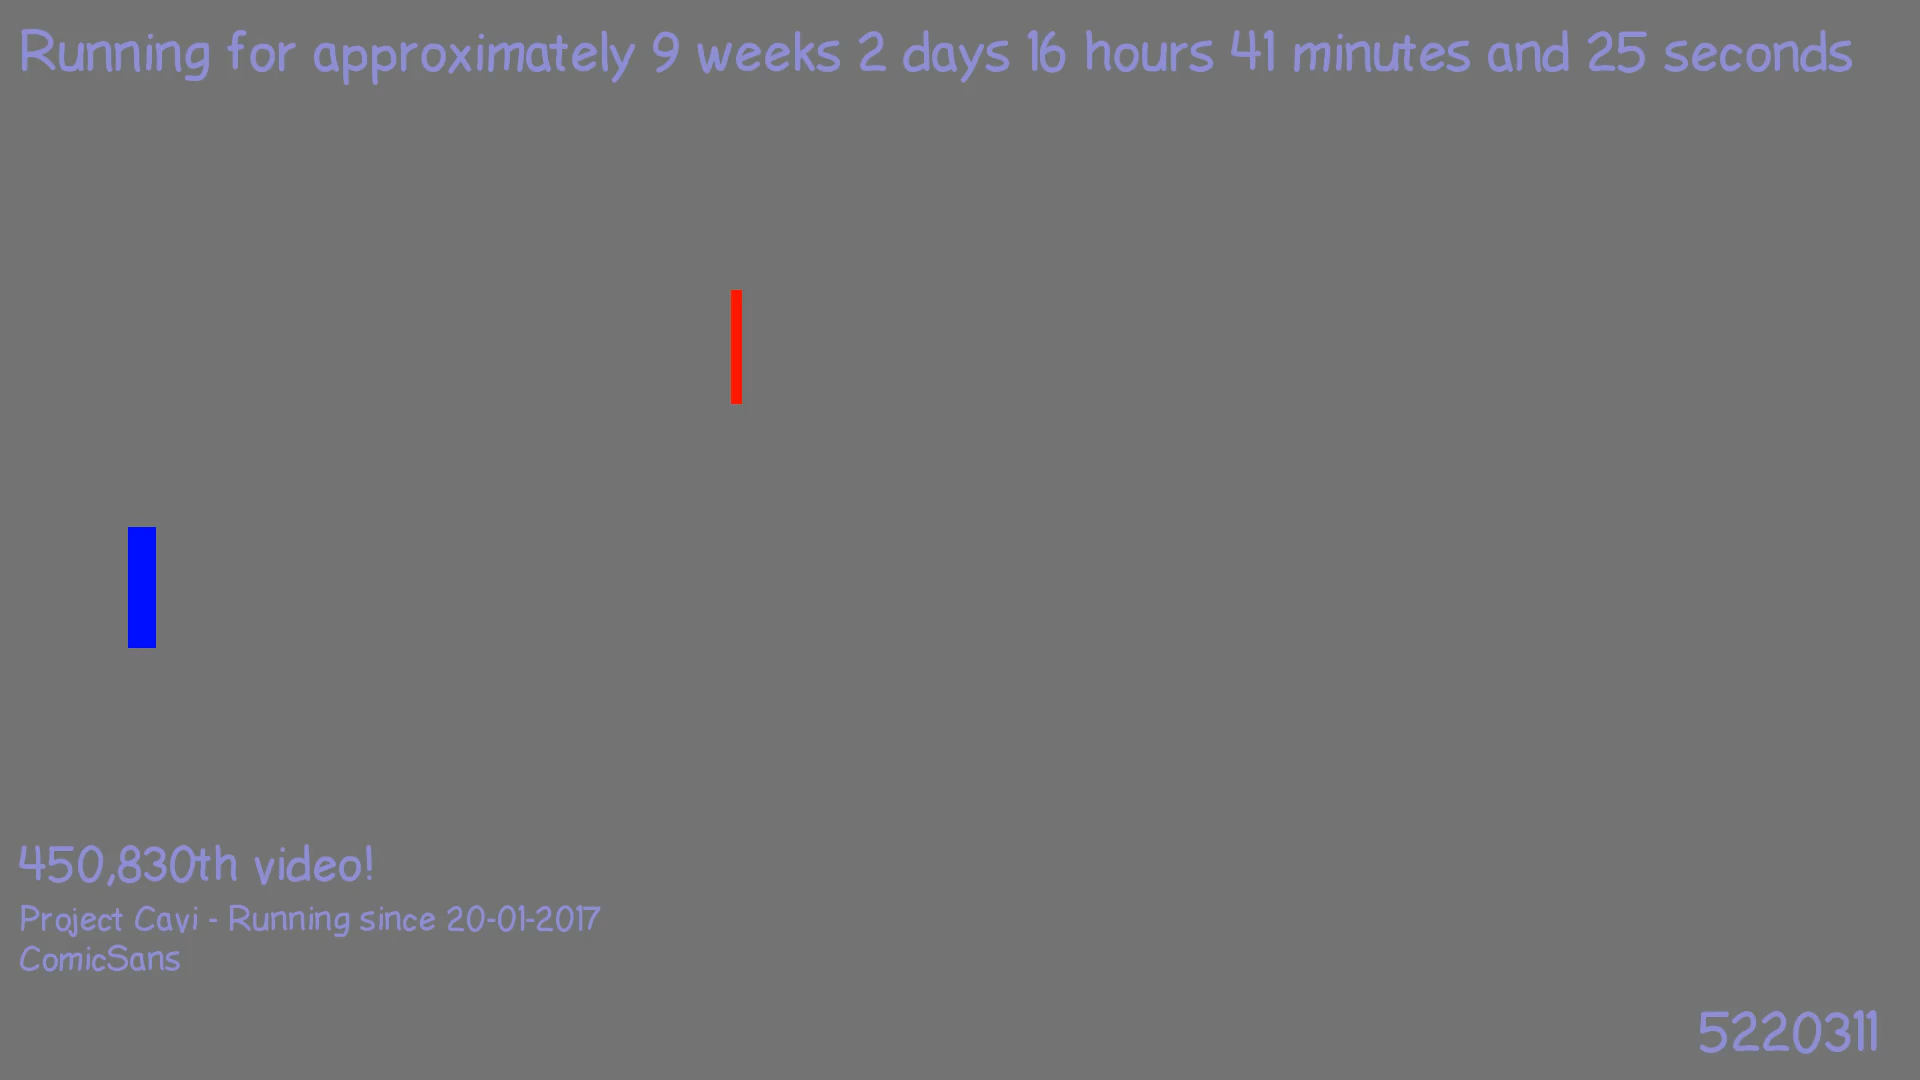 Running for approximately 9 weeks 2 days 16 hours 41 minutes and 25 seconds
450,830th video!
Project Cavi - Running since 20-01-2017
ComicSans
5220311